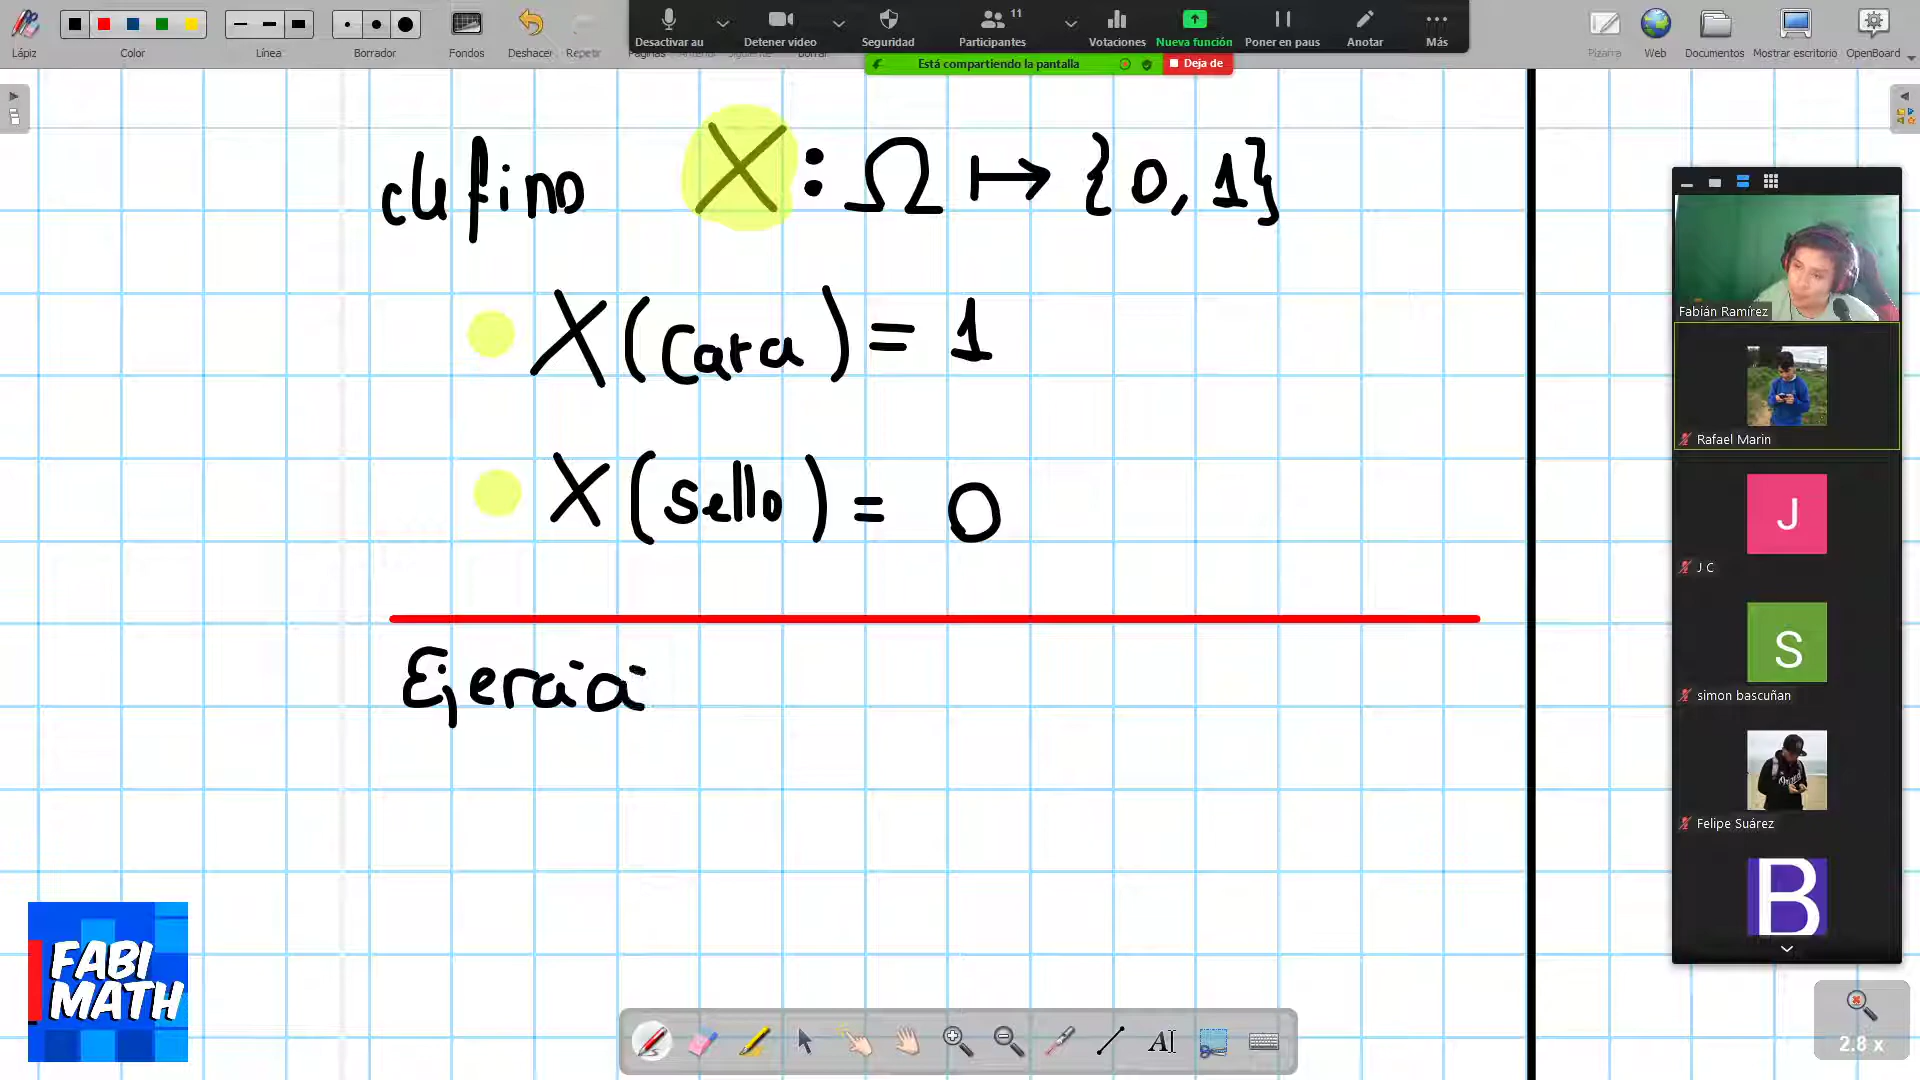 Lápiz
Color
Línea
Borrador
Fondos
Deshacer
Repetir
Desactivar au
Detener video
Seguridad
11
Participantes
Votaciones
Nueva función
Poner en paus
Anotar
Más
Pizarra
Web
Documentos
Mostrar escritorio
OpenBoard
Está compartiendo la pantalla
Deja de
defino X : Ω ↦ {0, 1}
X(Cara) = 1
X(sello) = 0
Ejercici
Fabián Ramírez
Rafael Marin
J
J C
S
simon bascuñan
Felipe Suárez
B
FABI
MATH
AI
2.8 x